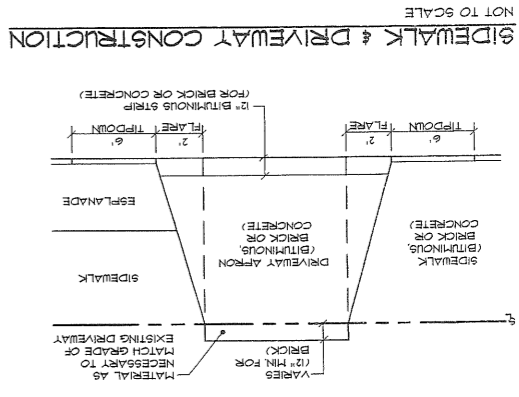 MATERIAL AS
NECESSARY TO
MATCH GRADE OF
EXISTING DRIVEWAY
VARIES
(12" MIN. FOR
BRICK)
SIDEWALK
ESPLANADE
DRIVEWAY APRON
(BITUMINOUS,
BRICK OR
CONCRETE)
SIDEWALK
(BITUMINOUS,
BRICK OR
CONCRETE)
6'
TIPDOWN
2'
FLARE
2'
FLARE
6'
TIPDOWN
12" BITUMINOUS STRIP
(FOR BRICK OR CONCRETE)
SIDEWALK & DRIVEWAY CONSTRUCTION
NOT TO SCALE